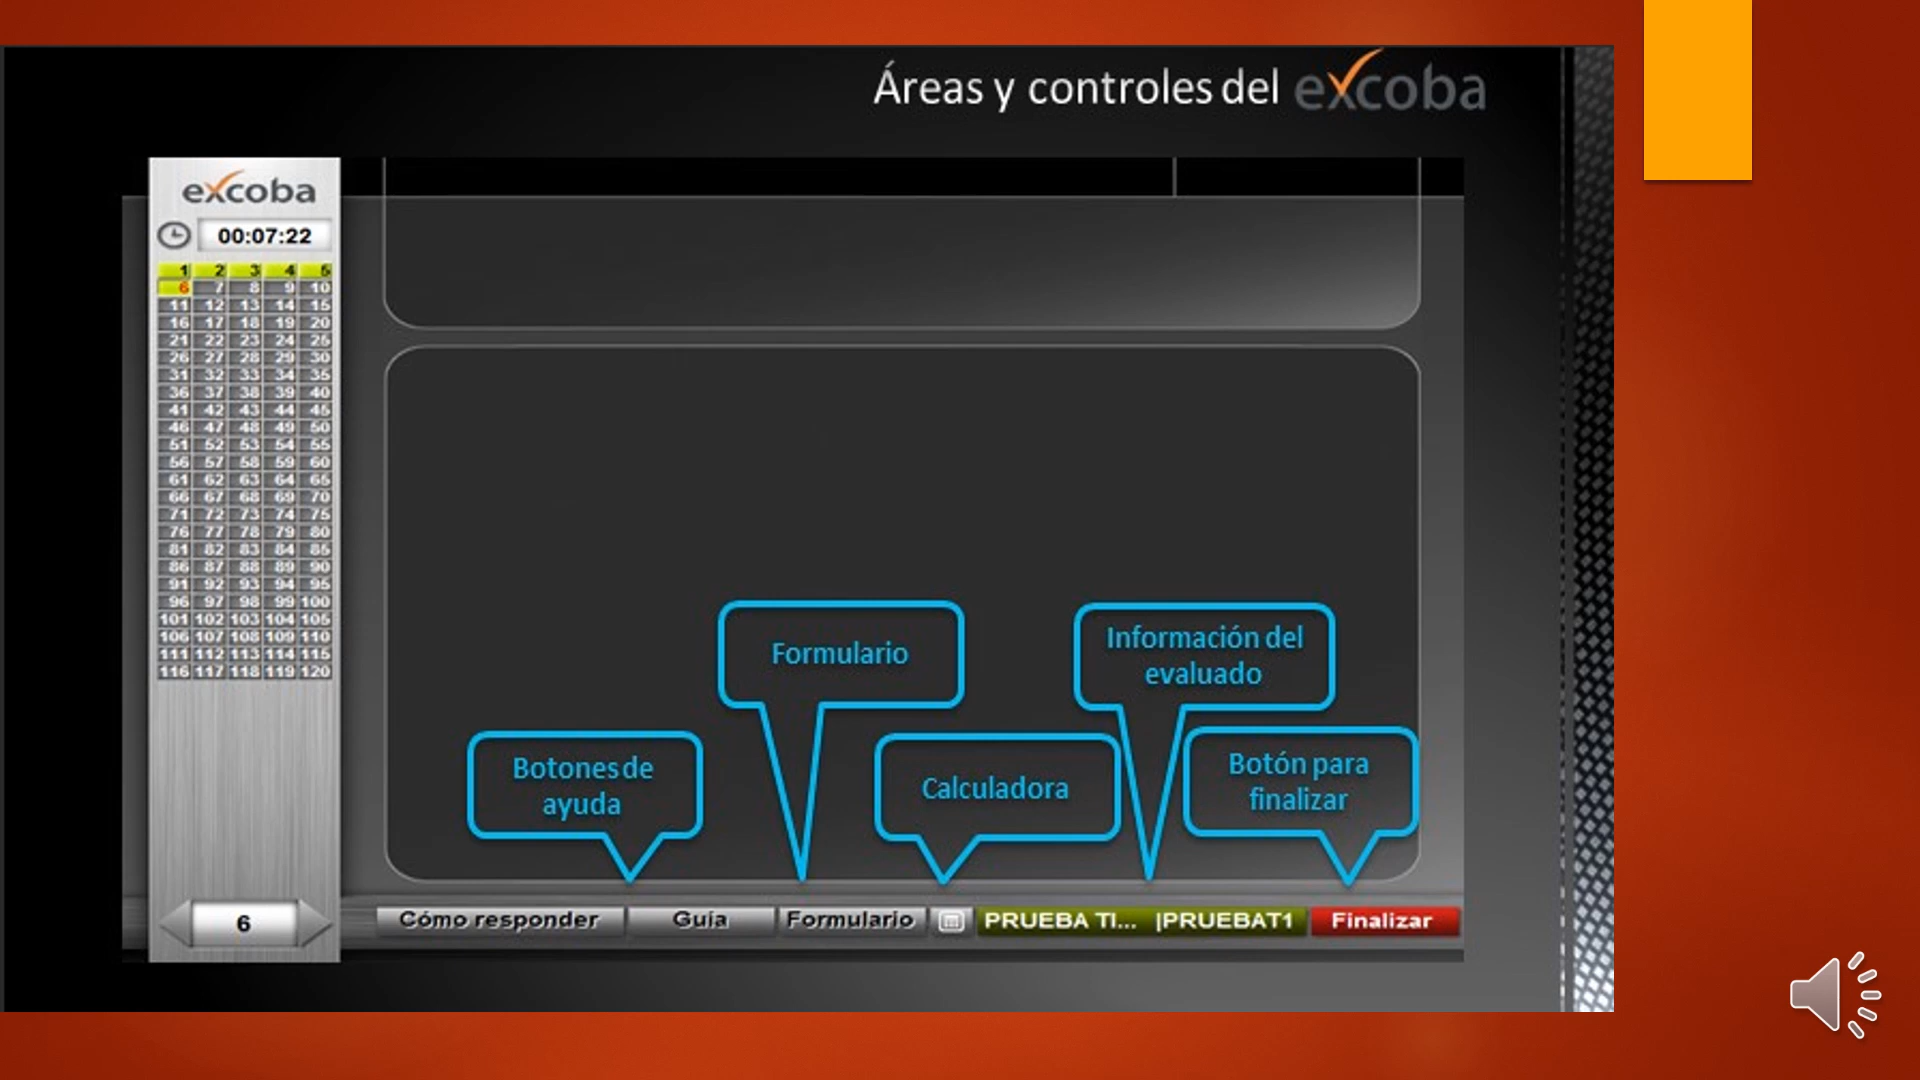 Áreas y controles del excoba
excoba
00:07:22
1 2 3 4 5
6 7 8 9 10
11 12 13 14 15
16 17 18 19 20
21 22 23 24 25
26 27 28 29 30
31 32 33 34 35
36 37 38 39 40
41 42 43 44 45
46 47 48 49 50
51 52 53 54 55
56 57 58 59 60
61 62 63 64 65
66 67 68 69 70
71 72 73 74 75
76 77 78 79 80
81 82 83 84 85
86 87 88 89 90
91 92 93 94 95
96 97 98 99 100
101 102 103 104 105
106 107 108 109 110
111 112 113 114 115
116 117 118 119 120
Formulario
Información del
evaluado
Botones de
ayuda
Calculadora
Botón para
finalizar
6
Cómo responder Guía Formulario PRUEBA TI... |PRUEBAT1 Finalizar